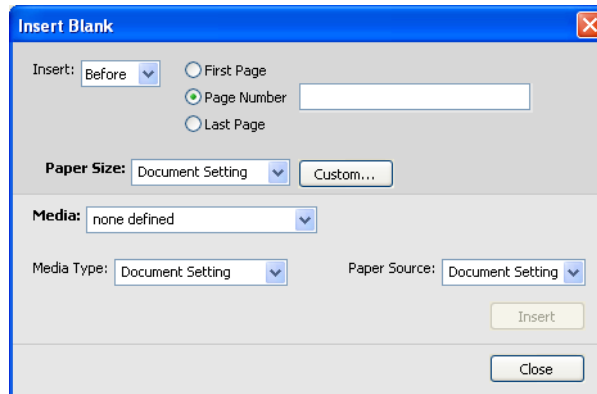 Insert Blank
Insert: Before
First Page
Page Number
Last Page
Paper Size: Document Setting Custom...
Media: none defined
Media Type: Document Setting Paper Source: Document Setting
Insert
Close